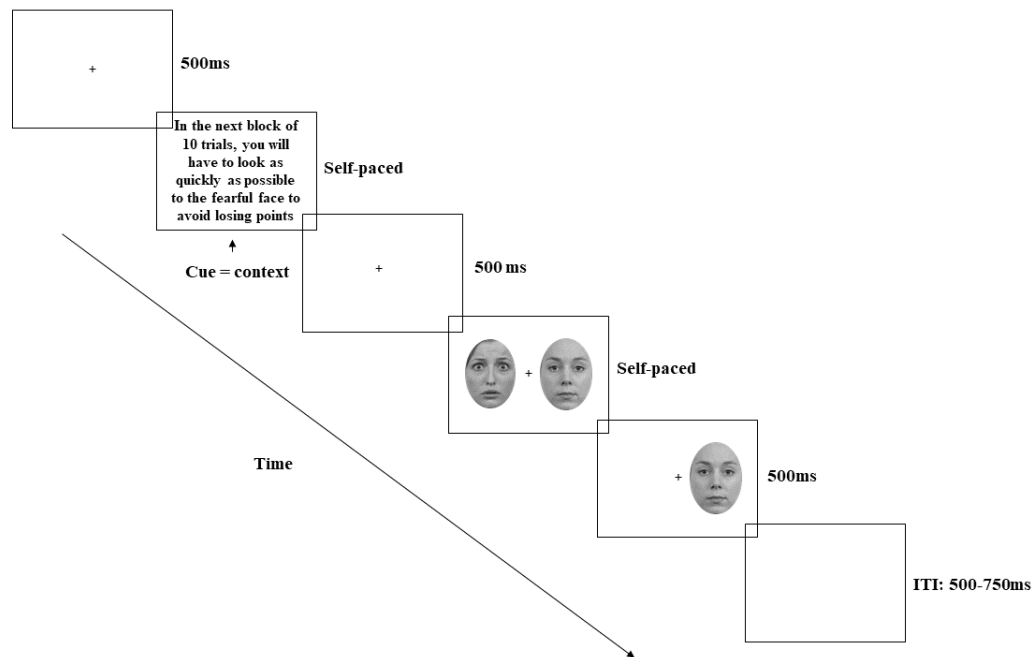 +
500ms
In the next block of
10 trials, you will
have to look as
quickly as possible
to the fearful face to
avoid losing points
Self-paced
Cue = context
+
500 ms
+
Self-paced
+
500ms
Time
ITI: 500-750ms